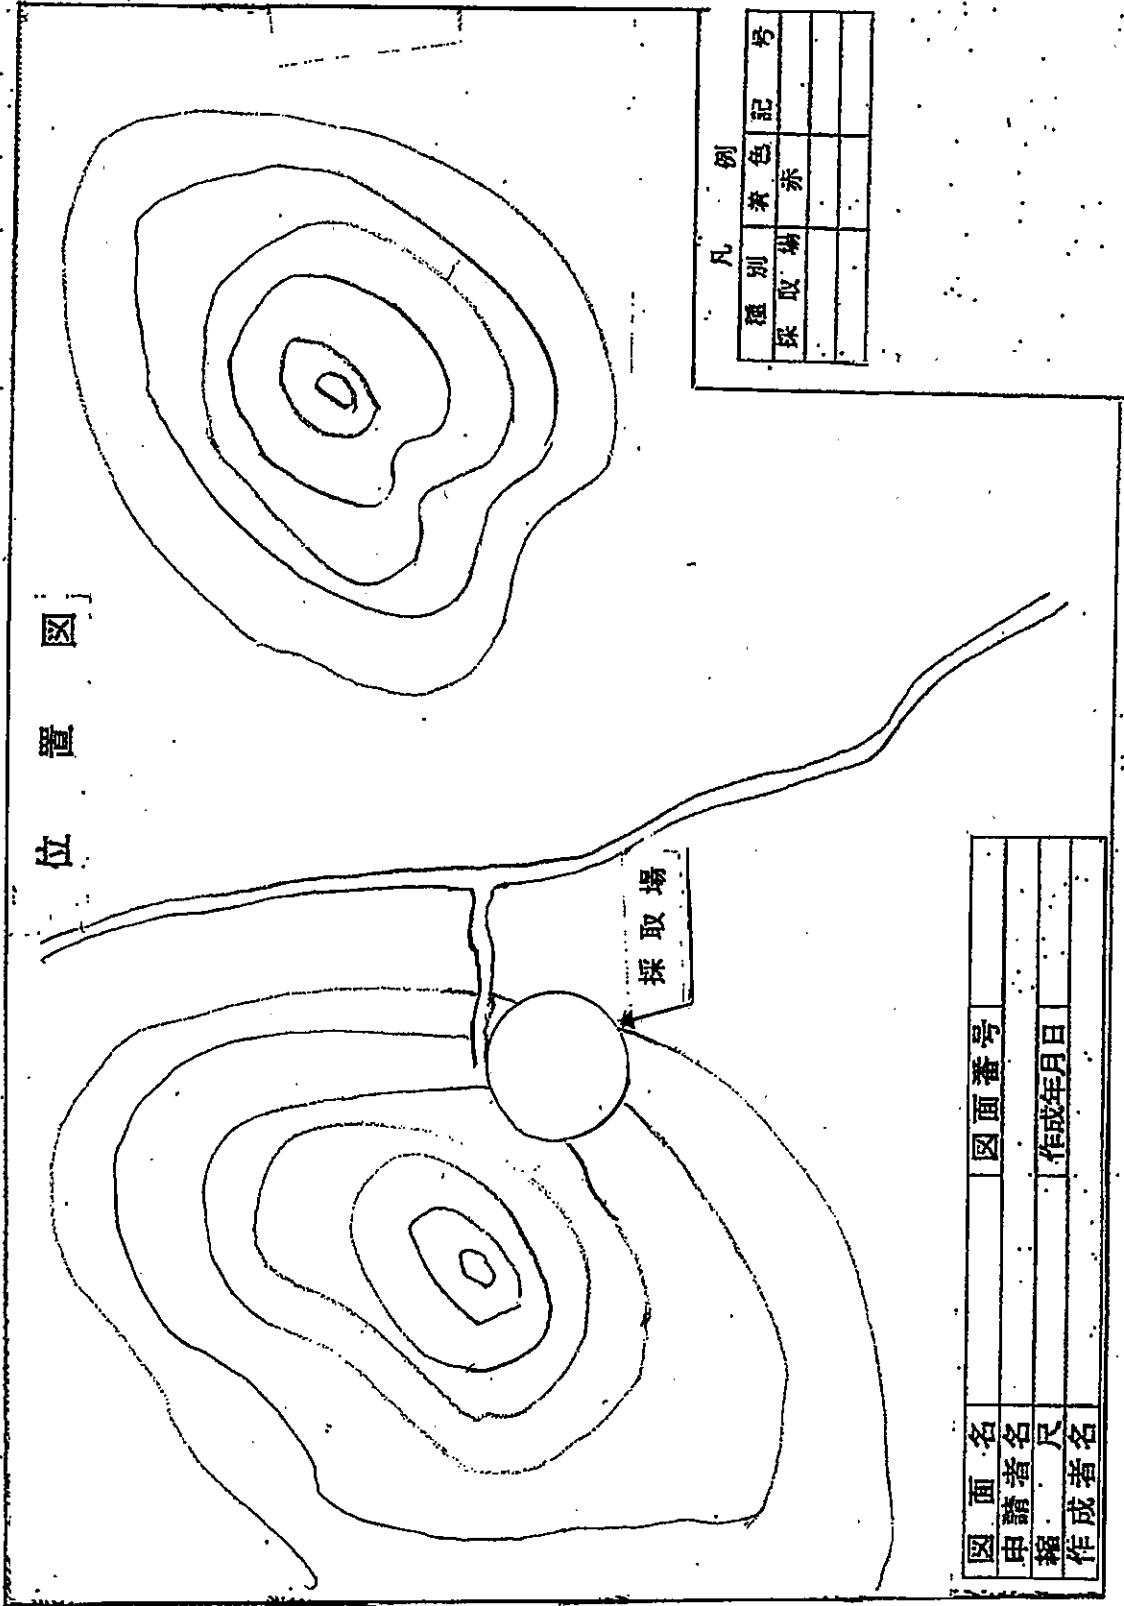 位置図
凡例
種別 着色 記号
採取場 赤
採取場
図面名 図面番号
申請者名
縮尺 作成年月日
作成者名